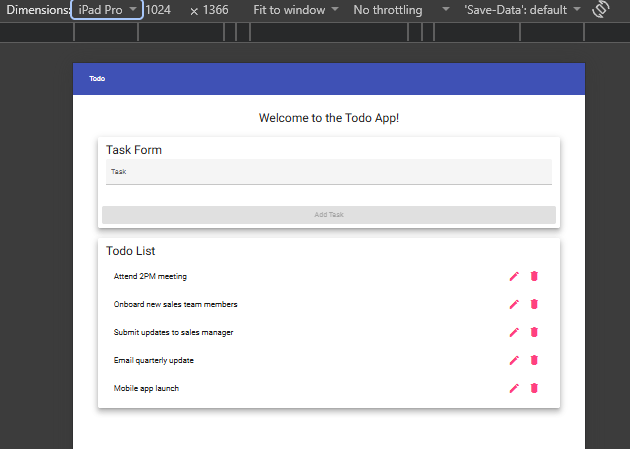 Dimensions: iPad Pro 1024 × 1366 Fit to window No throttling 'Save-Data': default
Todo
Welcome to the Todo App!
Task Form
Task
Add Task
Todo List
Attend 2PM meeting
Onboard new sales team members
Submit updates to sales manager
Email quarterly update
Mobile app launch